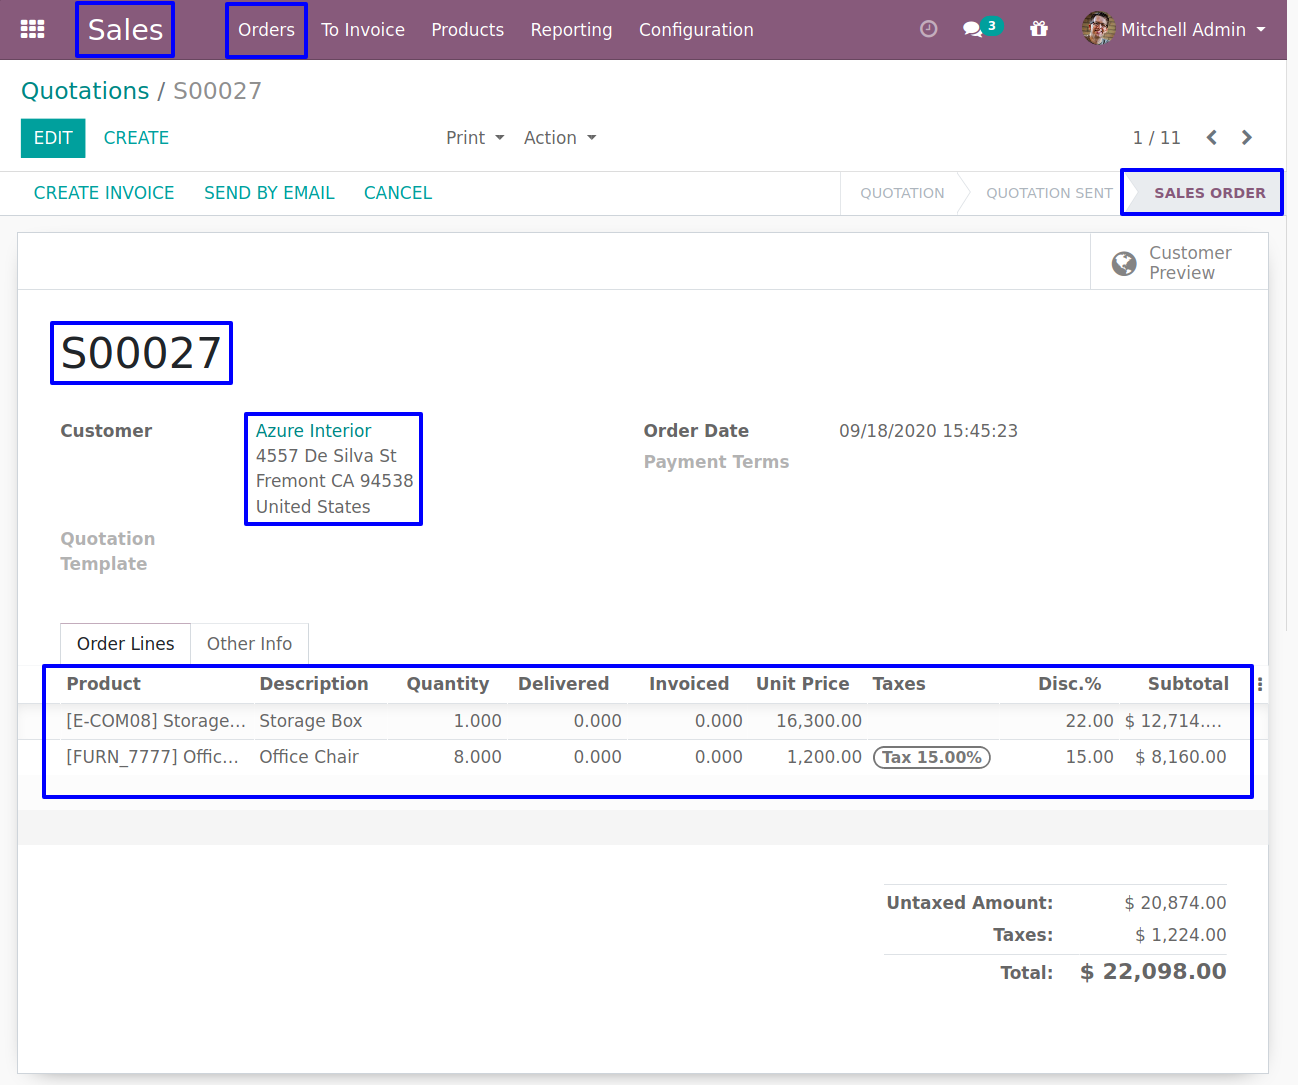 Sales Orders To Invoice Products Reporting Configuration 3 Mitchell Admin
Quotations / S00027
EDIT CREATE Print Action 1 / 11
CREATE INVOICE SEND BY EMAIL CANCEL QUOTATION QUOTATION SENT SALES ORDER
Customer
Preview
S00027
Customer Azure Interior Order Date 09/18/2020 15:45:23
4557 De Silva St
Payment Terms
Fremont CA 94538
United States
Quotation
Template
Order Lines Other Info
Product Description Quantity Delivered Invoiced Unit Price Taxes Disc.% Subtotal
[E-COM08] Storage... Storage Box 1.000 0.000 0.000 16,300.00 22.00 $ 12,714....
[FURN_7777] Offic... Office Chair 8.000 0.000 0.000 1,200.00 Tax 15.00% 15.00 $ 8,160.00
Untaxed Amount: $ 20,874.00
Taxes: $ 1,224.00
Total: $ 22,098.00